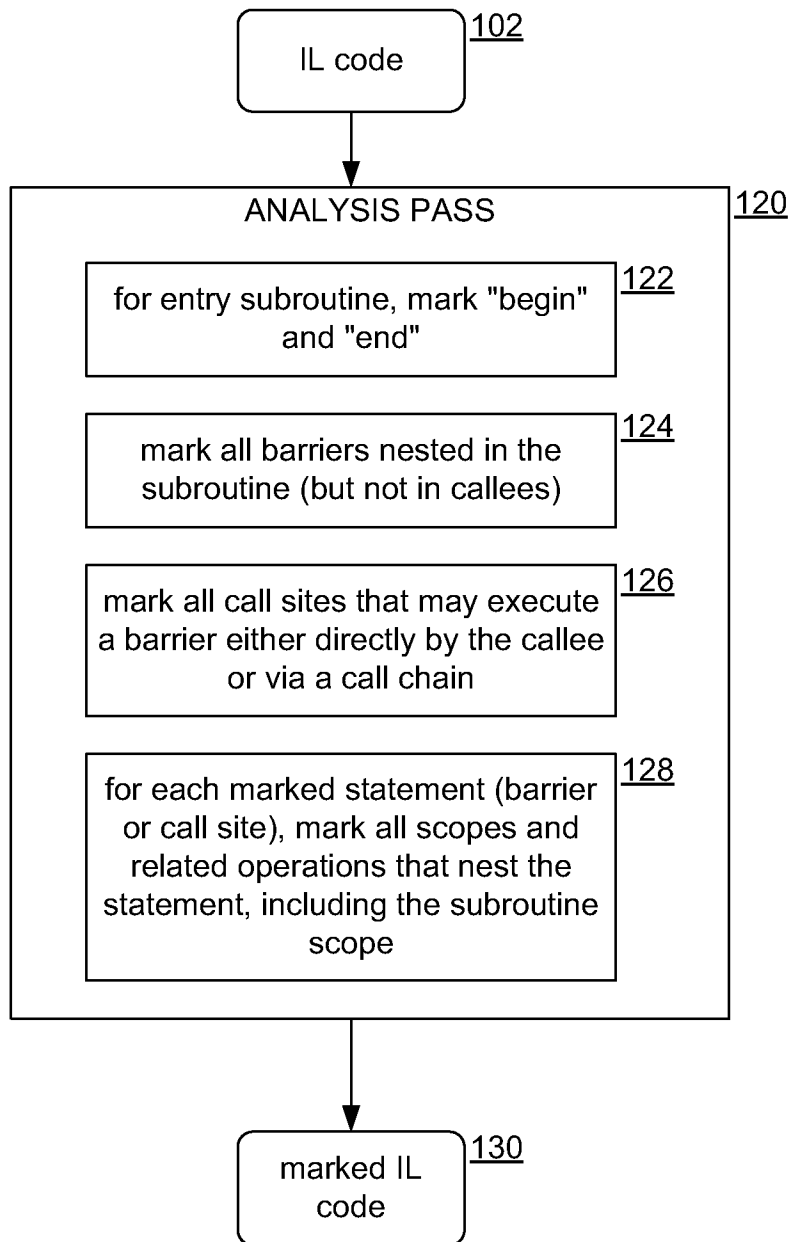 102
IL code
ANALYSIS PASS
120
122
for entry subroutine, mark "begin"
and "end"
124
mark all barriers nested in the
subroutine (but not in callees)
126
mark all call sites that may execute
a barrier either directly by the callee
or via a call chain
128
for each marked statement (barrier
or call site), mark all scopes and
related operations that nest the
statement, including the subroutine
scope
130
marked IL
code